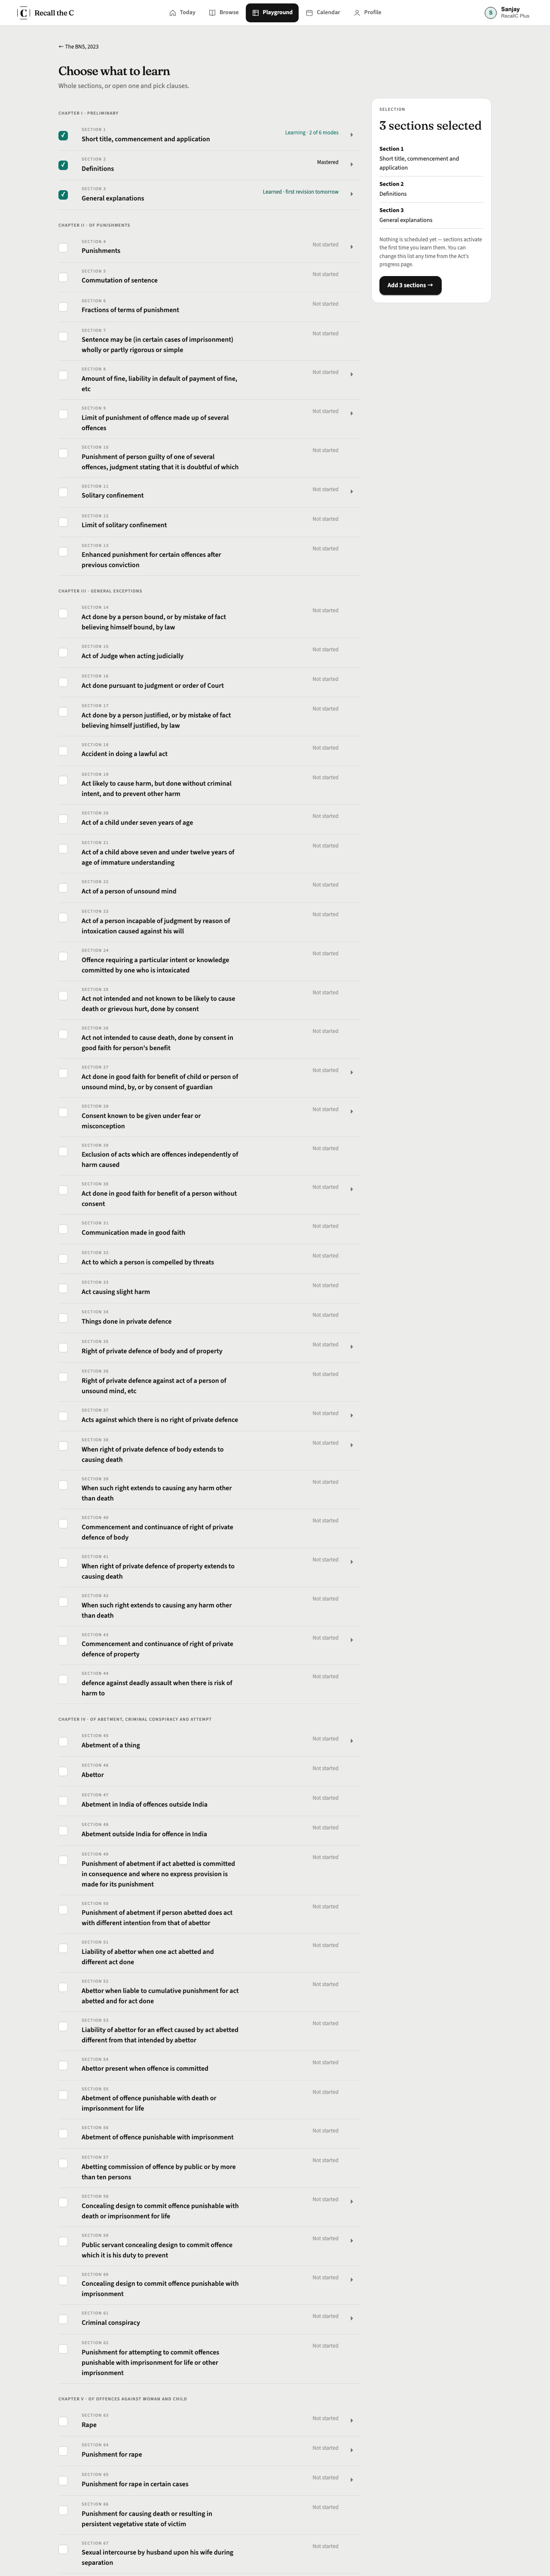 C Recall the C
Today
Browse
Playground
Calendar
Profile
S
Sanjay
RecallC Plus
← The BNS, 2023
Choose what to learn
Whole sections, or open one and pick clauses.
CHAPTER I · PRELIMINARY
SECTION 1
Short title, commencement and application
Learning · 2 of 6 modes
SECTION 2
Definitions
Mastered
SECTION 3
General explanations
Learned · first revision tomorrow
SELECTION
3 sections selected
Section 1
Short title, commencement and
application
Section 2
Definitions
Section 3
General explanations
Nothing is scheduled yet — sections activate
the first time you learn them. You can
change this list any time from the Act's
progress page.
Add 3 sections →
CHAPTER II · OF PUNISHMENTS
SECTION 4
Punishments
Not started
SECTION 5
Commutation of sentence
Not started
SECTION 6
Fractions of terms of punishment
Not started
SECTION 7
Sentence may be (in certain cases of imprisonment)
wholly or partly rigorous or simple
Not started
SECTION 8
Amount of fine, liability in default of payment of fine,
etc
Not started
SECTION 9
Limit of punishment of offence made up of several
offences
Not started
SECTION 10
Punishment of person guilty of one of several
offences, judgment stating that it is doubtful of which
Not started
SECTION 11
Solitary confinement
Not started
SECTION 12
Limit of solitary confinement
Not started
SECTION 13
Enhanced punishment for certain offences after
previous conviction
Not started
CHAPTER III · GENERAL EXCEPTIONS
SECTION 14
Act done by a person bound, or by mistake of fact
believing himself bound, by law
Not started
SECTION 15
Act of Judge when acting judicially
Not started
SECTION 16
Act done pursuant to judgment or order of Court
Not started
SECTION 17
Act done by a person justified, or by mistake of fact
believing himself justified, by law
Not started
SECTION 18
Accident in doing a lawful act
Not started
SECTION 19
Act likely to cause harm, but done without criminal
intent, and to prevent other harm
Not started
SECTION 20
Act of a child under seven years of age
Not started
SECTION 21
Act of a child above seven and under twelve years of
age of immature understanding
Not started
SECTION 22
Act of a person of unsound mind
Not started
SECTION 23
Act of a person incapable of judgment by reason of
intoxication caused against his will
Not started
SECTION 24
Offence requiring a particular intent or knowledge
committed by one who is intoxicated
Not started
SECTION 25
Act not intended and not known to be likely to cause
death or grievous hurt, done by consent
Not started
SECTION 26
Act not intended to cause death, done by consent in
good faith for person's benefit
Not started
SECTION 27
Act done in good faith for benefit of child or person of
unsound mind, by, or by consent of guardian
Not started
SECTION 28
Consent known to be given under fear or
misconception
Not started
SECTION 29
Exclusion of acts which are offences independently of
harm caused
Not started
SECTION 30
Act done in good faith for benefit of a person without
consent
Not started
SECTION 31
Communication made in good faith
Not started
SECTION 32
Act to which a person is compelled by threats
Not started
SECTION 33
Act causing slight harm
Not started
SECTION 34
Things done in private defence
Not started
SECTION 35
Right of private defence of body and of property
Not started
SECTION 36
Right of private defence against act of a person of
unsound mind, etc
Not started
SECTION 37
Acts against which there is no right of private defence
Not started
SECTION 38
When right of private defence of body extends to
causing death
Not started
SECTION 39
When such right extends to causing any harm other
than death
Not started
SECTION 40
Commencement and continuance of right of private
defence of body
Not started
SECTION 41
When right of private defence of property extends to
causing death
Not started
SECTION 42
When such right extends to causing any harm other
than death
Not started
SECTION 43
Commencement and continuance of right of private
defence of property
Not started
SECTION 44
defence against deadly assault when there is risk of
harm to
Not started
CHAPTER IV · OF ABETMENT, CRIMINAL CONSPIRACY AND ATTEMPT
SECTION 45
Abetment of a thing
Not started
SECTION 46
Abettor
Not started
SECTION 47
Abetment in India of offences outside India
Not started
SECTION 48
Abetment outside India for offence in India
Not started
SECTION 49
Punishment of abetment if act abetted is committed
in consequence and where no express provision is
made for its punishment
Not started
SECTION 50
Punishment of abetment if person abetted does act
with different intention from that of abettor
Not started
SECTION 51
Liability of abettor when one act abetted and
different act done
Not started
SECTION 52
Abettor when liable to cumulative punishment for act
abetted and for act done
Not started
SECTION 53
Liability of abettor for an effect caused by act abetted
different from that intended by abettor
Not started
SECTION 54
Abettor present when offence is committed
Not started
SECTION 55
Abetment of offence punishable with death or
imprisonment for life
Not started
SECTION 56
Abetment of offence punishable with imprisonment
Not started
SECTION 57
Abetting commission of offence by public or by more
than ten persons
Not started
SECTION 58
Concealing design to commit offence punishable with
death or imprisonment for life
Not started
SECTION 59
Public servant concealing design to commit offence
which it is his duty to prevent
Not started
SECTION 60
Concealing design to commit offence punishable with
imprisonment
Not started
SECTION 61
Criminal conspiracy
Not started
SECTION 62
Punishment for attempting to commit offences
punishable with imprisonment for life or other
imprisonment
Not started
CHAPTER V · OF OFFENCES AGAINST WOMAN AND CHILD
SECTION 63
Rape
Not started
SECTION 64
Punishment for rape
Not started
SECTION 65
Punishment for rape in certain cases
Not started
SECTION 66
Punishment for causing death or resulting in
persistent vegetative state of victim
Not started
SECTION 67
Sexual intercourse by husband upon his wife during
separation
Not started